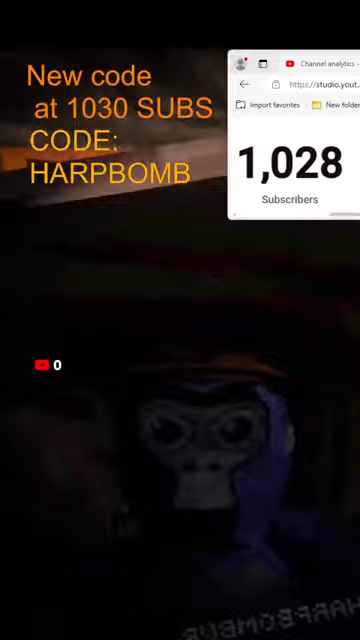 New code
at 1030 SUBS
CODE:
HARPBOMB
Channel analytics -
https://studio.yout
Import favorites
New folder
1,028
Subscribers
0